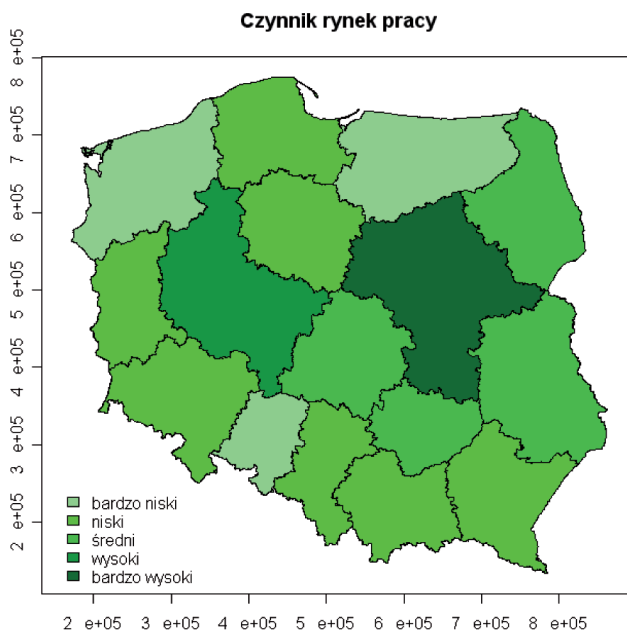 Czynnik rynek pracy
8 e+05
7 e+05
6 e+05
5 e+05
4 e+05
3 e+05
2 e+05
bardzo niski
niski
średni
wysoki
bardzo wysoki
2 e+05 3 e+05 4 e+05 5 e+05 6 e+05 7 e+05 8 e+05